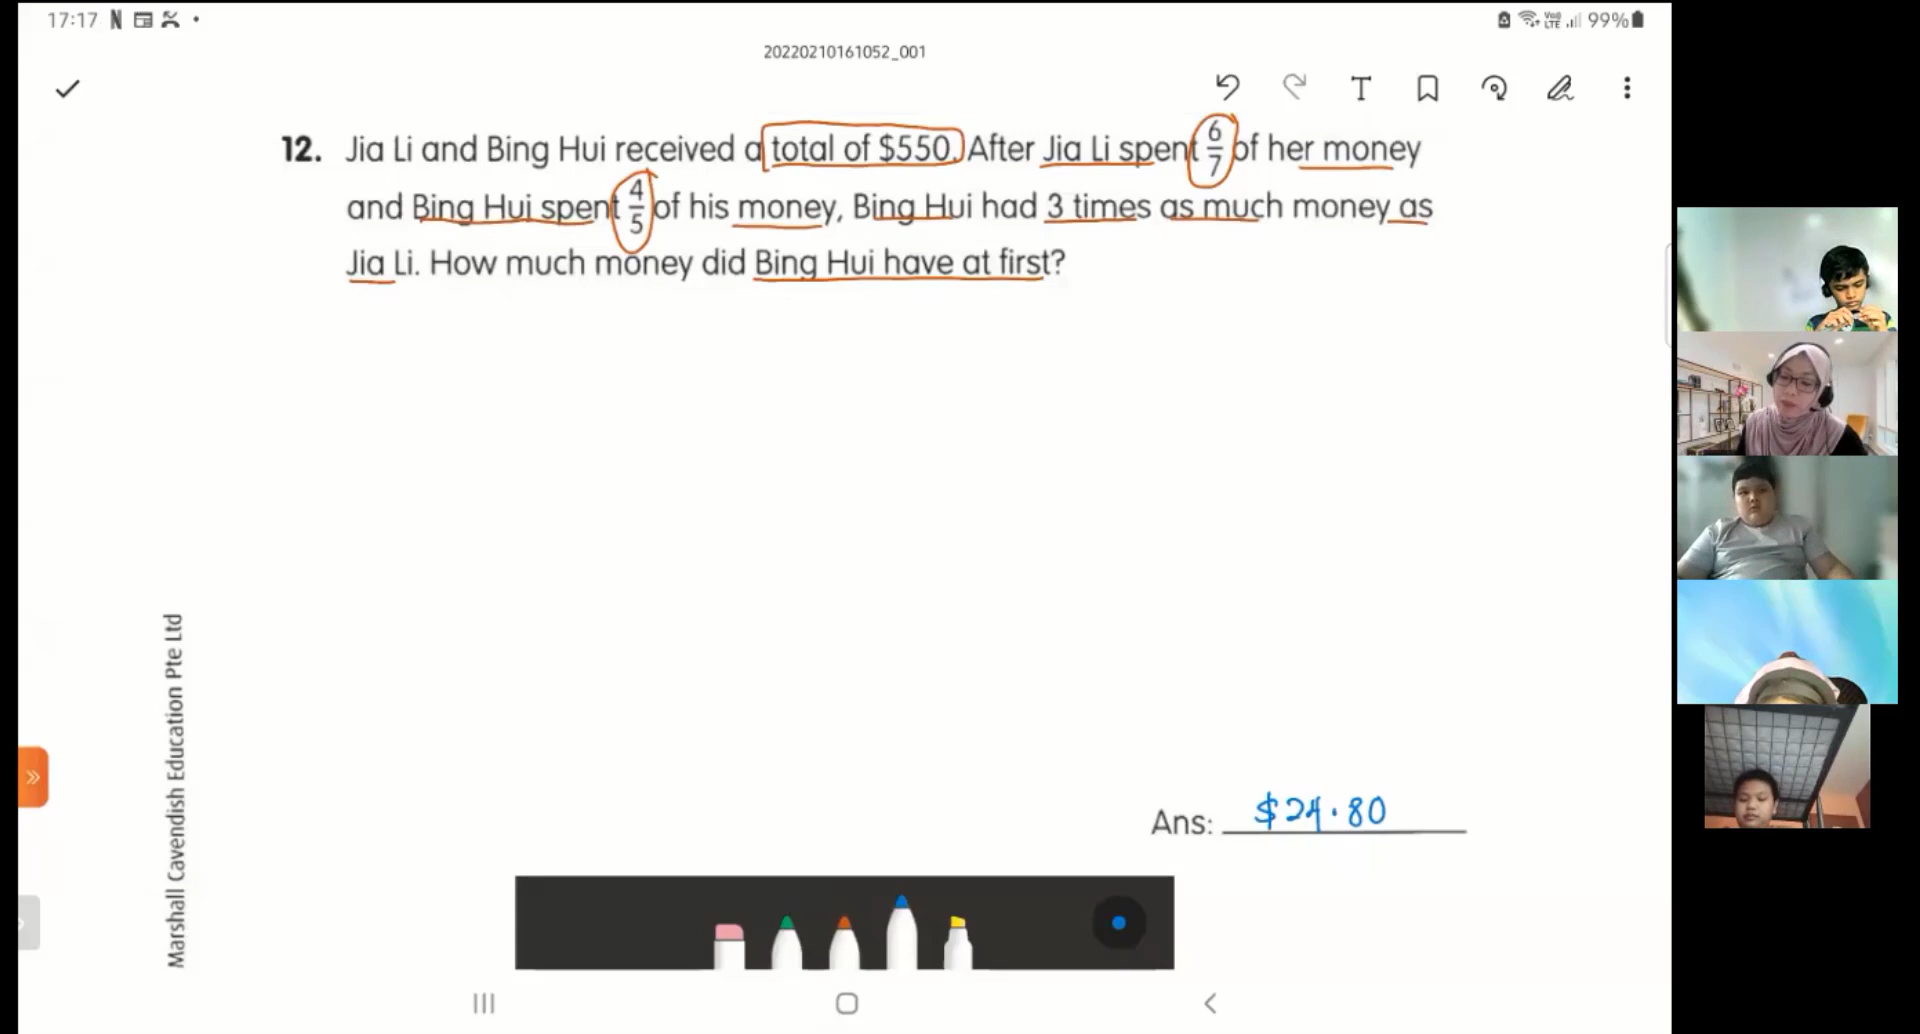 17:17 N
Vo)) LTE 99%
20220210161052_001
T
12. Jia Li and Bing Hui received a total of $550. After Jia Li spent 6/7 of her money
and Bing Hui spent 4/5 of his money, Bing Hui had 3 times as much money as
Jia Li. How much money did Bing Hui have at first?
Marshall Cavendish Education Pte Ltd
Ans: $24.80